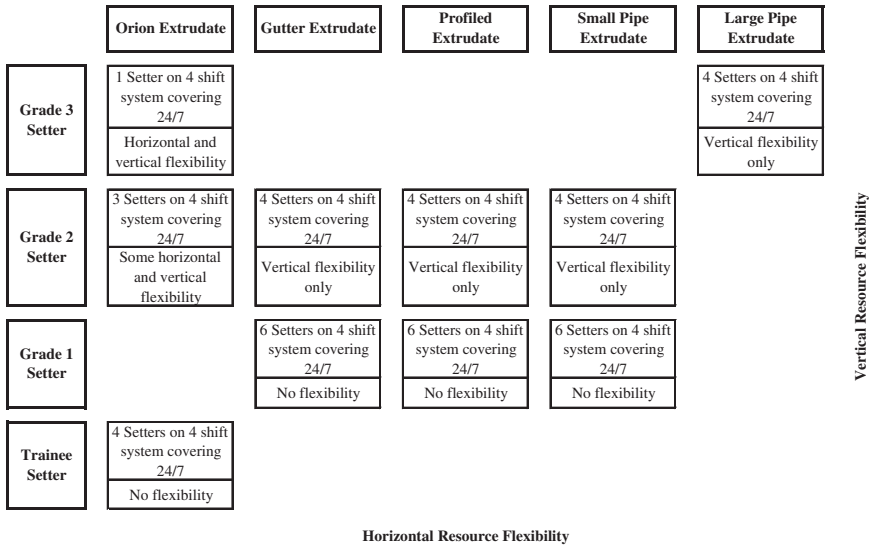 Orion Extrudate
Gutter Extrudate
Profiled
Extrudate
Small Pipe
Extrudate
Large Pipe
Extrudate
Grade 3
Setter
1 Setter on 4 shift
system covering
24/7
Horizontal and
vertical flexibility
4 Setters on 4 shift
system covering
24/7
Vertical flexibility
only
Grade 2
Setter
3 Setters on 4 shift
system covering
24/7
Some horizontal
and vertical
flexibility
4 Setters on 4 shift
system covering
24/7
Vertical flexibility
only
4 Setters on 4 shift
system covering
24/7
Vertical flexibility
only
4 Setters on 4 shift
system covering
24/7
Vertical flexibility
only
Grade 1
Setter
6 Setters on 4 shift
system covering
24/7
No flexibility
6 Setters on 4 shift
system covering
24/7
No flexibility
6 Setters on 4 shift
system covering
24/7
No flexibility
Trainee
Setter
4 Setters on 4 shift
system covering
24/7
No flexibility
Vertical Resource Flexibility
Horizontal Resource Flexibility